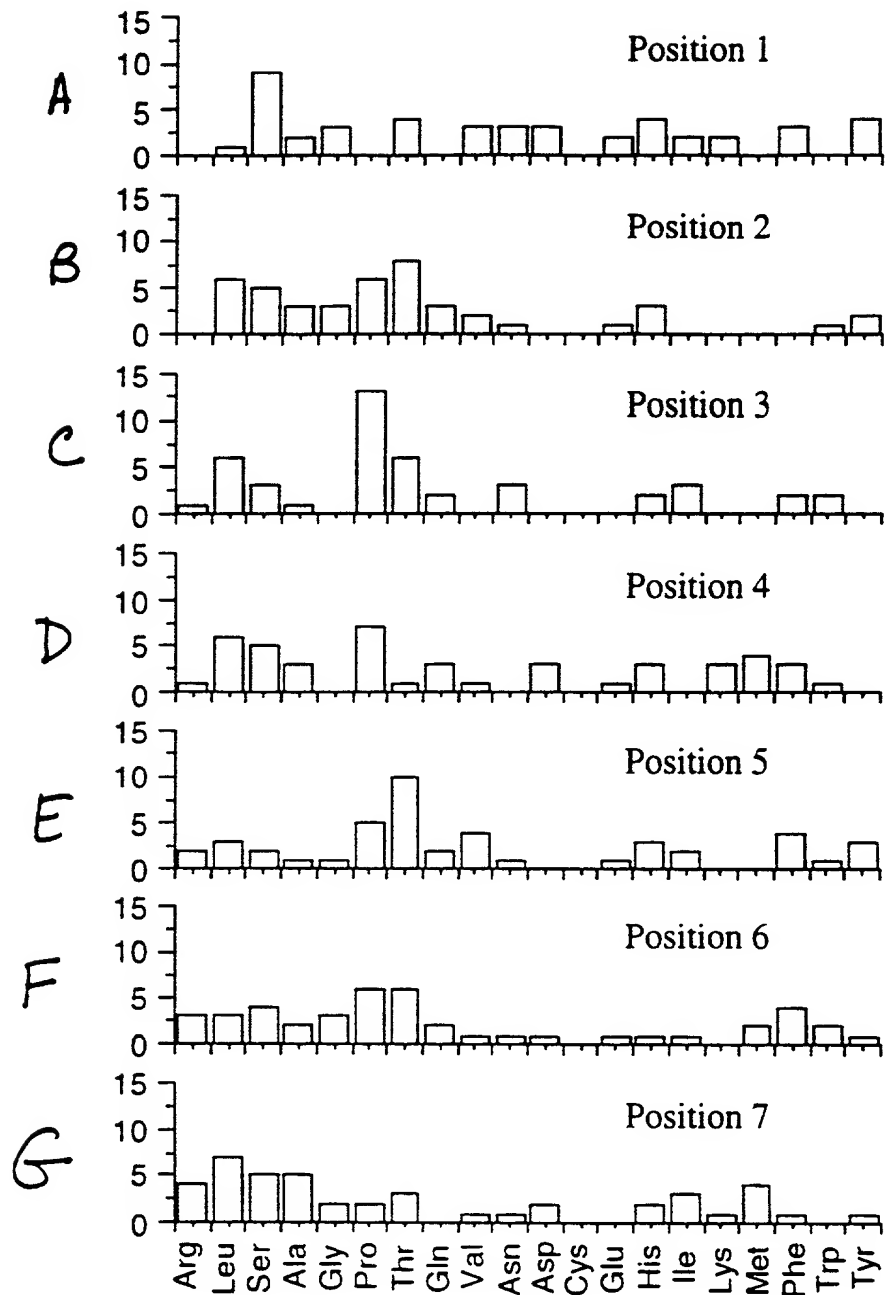 A
15
10
5
0
Position 1
B
15
10
5
0
Position 2
C
15
10
5
0
Position 3
D
15
10
5
0
Position 4
E
15
10
5
0
Position 5
F
15
10
5
0
Position 6
G
15
10
5
0
Position 7
Arg
Leu
Ser
Ala
Gly
Pro
Thr
Gln
Val
Asn
Asp
Cys
Glu
His
Ile
Lys
Met
Phe
Trp
Tyr